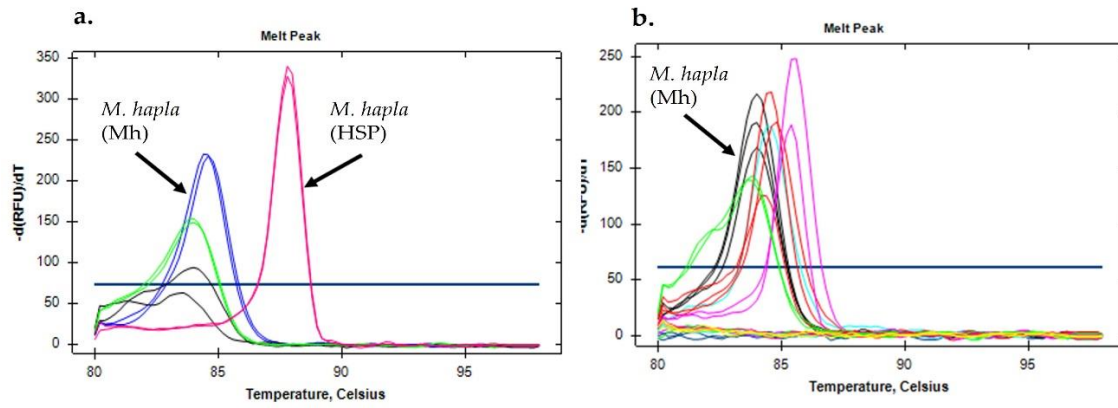 a.
Melt Peak
350
300
250
200
150
100
50
0
-d(RFU)/dT
M. hapla
(Mh)
M. hapla
(HSP)
80
85
90
95
Temperature, Celsius
b.
Melt Peak
250
200
150
100
50
0
-d(RFU)/dT
M. hapla
(Mh)
80
85
90
95
Temperature, Celsius